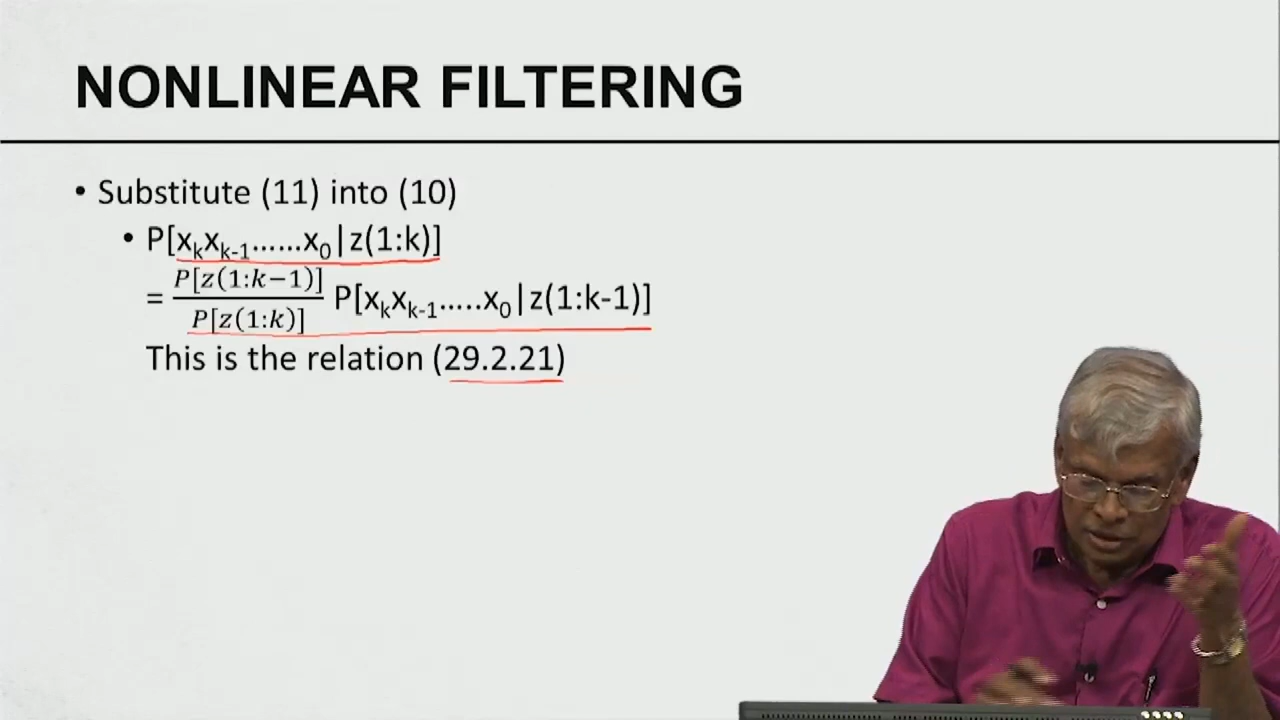 NONLINEAR FILTERING
• Substitute (11) into (10)
• P[xₖxₖ₋₁......x₀|z(1:k)]
= P[z(1:k−1)] / P[z(1:k)] P[xₖxₖ₋₁.....x₀|z(1:k-1)]
This is the relation (29.2.21)